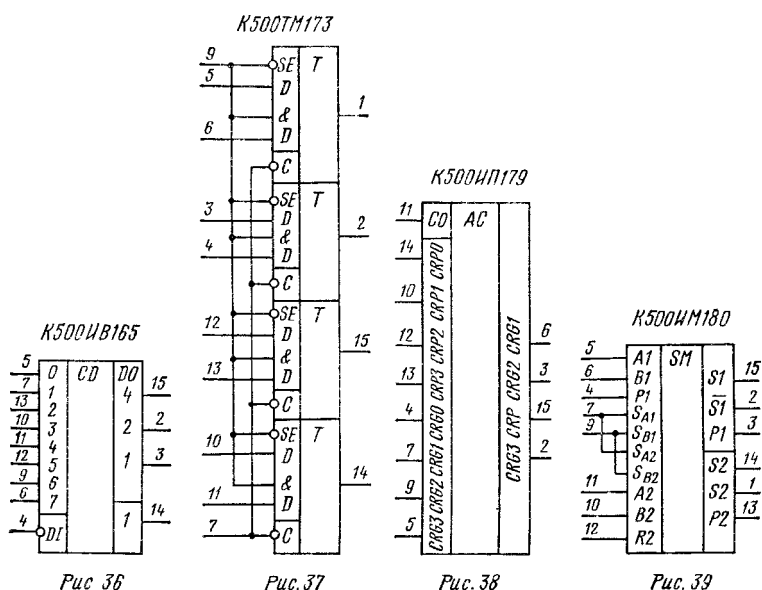 К500ТМ173
9
5
6
3
4
12
13
10
11
7
SE T
D
&
D
C
SE T
D
&
D
C
SE T
D
&
D
C
SE T
D
&
D
C
1
2
15
14
Рис. 37
К500ИВ165
5
7
13
10
11
12
9
6
4
0 CD DO
1
2
3
4
5
6
7
DI
4
2
1
1
15
2
3
14
Рис 36
К500ИП179
11
14
10
12
13
4
7
9
5
CO AC
CRP0
CRP1
CRP2
CRP3
CRG0
CRG1
CRG2
CRG3
CRG1
CRG2
CRP
CRG3
6
3
15
2
Рис. 38
К500ИМ180
5
6
4
7
9
11
10
12
A1 SM
B1
P1
SA1
SB1
SA2
SB2
A2
B2
R2
S1
S1
P1
S2
S2
P2
15
2
3
14
1
13
Рис. 39